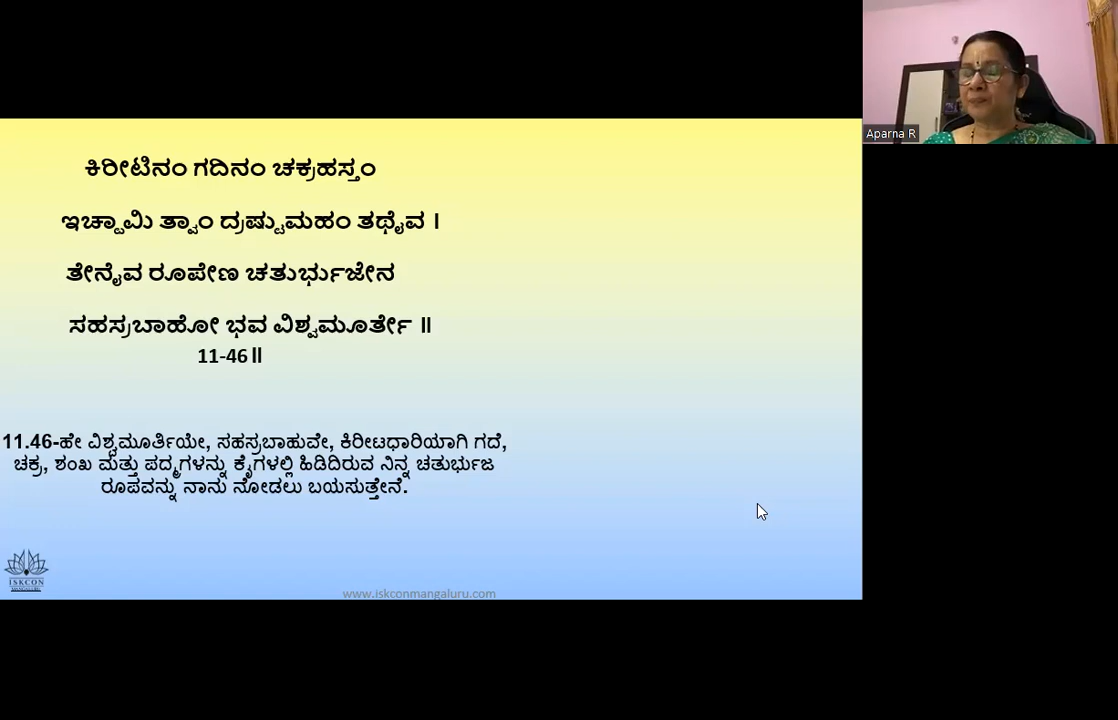 ಕಿರೀಟಿನಂ ಗದಿನಂ ಚಕ್ರಹಸ್ತಂ
ಇಚ್ಛಾಮಿ ತ್ವಾಂ ದ್ರಷ್ಟುಮಹಂ ತಥೈವ ।
ತೇನೈವ ರೂಪೇಣ ಚತುರ್ಭುಜೇನ
ಸಹಸ್ರಬಾಹೋ ಭವ ವಿಶ್ವಮೂರ್ತೇ ॥
11-46 ॥
11.46-ಹೇ ವಿಶ್ವಮೂರ್ತಿಯೇ, ಸಹಸ್ರಬಾಹುವೇ, ಕಿರೀಟಧಾರಿಯಾಗಿ ಗದೆ,
ಚಕ್ರ, ಶಂಖ ಮತ್ತು ಪದ್ಮಗಳನ್ನು ಕೈಗಳಲ್ಲಿ ಹಿಡಿದಿರುವ ನಿನ್ನ ಚತುರ್ಭುಜ
ರೂಪವನ್ನು ನಾನು ನೋಡಲು ಬಯಸುತ್ತೇನೆ.
ISKCON
www.iskconmangaluru.com
Aparna R